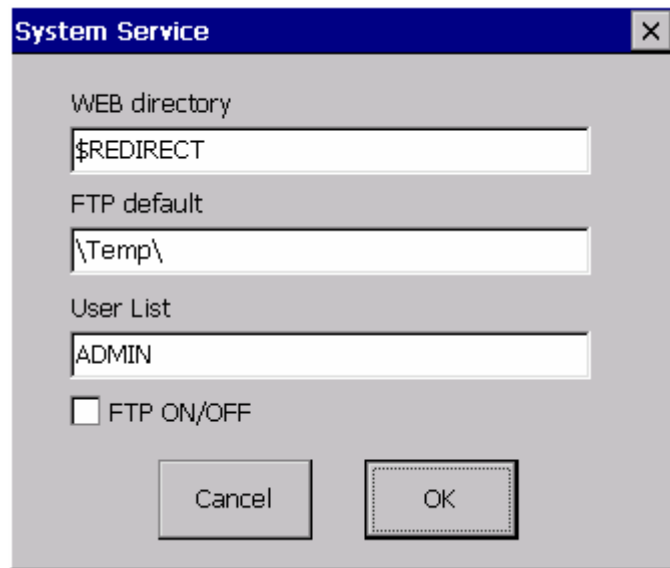 System Service
WEB directory
$REDIRECT
FTP default
\Temp\
User List
ADMIN
FTP ON/OFF
Cancel
OK